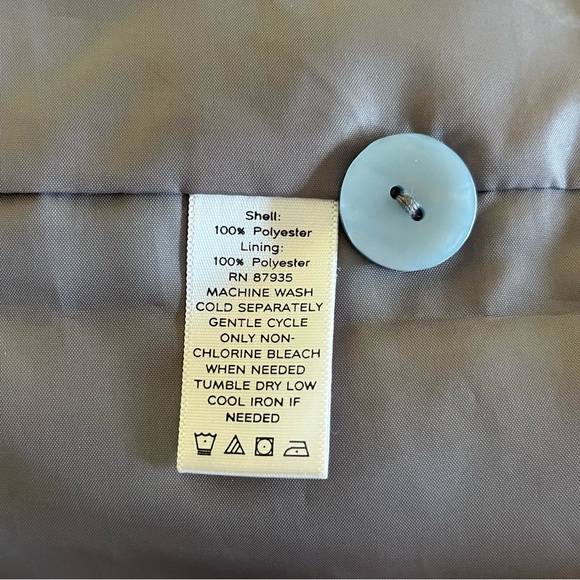 Shell:
100% Polyester
Lining:
100% Polyester
RN 87935
MACHINE WASH
COLD SEPARATELY
GENTLE CYCLE
ONLY NON-
CHLORINE BLEACH
WHEN NEEDED
TUMBLE DRY LOW
COOL IRON IF
NEEDED